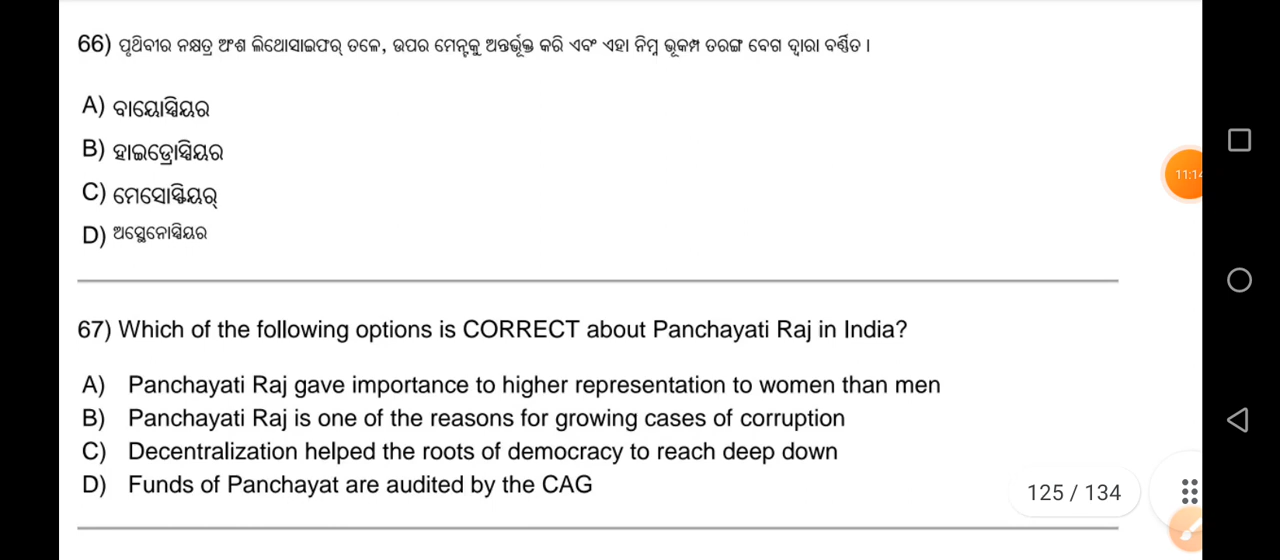 66) ପୃଥିବୀର ନକ୍ଷତ୍ର ଅଂଶ ଲିଥୋସାଇଫର୍ ତଳେ, ଉପର ମେନ୍ଟକୁ ଅନ୍ତର୍ଭୂକ୍ତ କରି ଏବଂ ଏହା ନିମ୍ନ ଭୂକମ୍ପ ତରଙ୍ଗ ବେଗ ଦ୍ୱାରା ବର୍ଣ୍ଣିତ ।
A) ବାୟୋସ୍ପିୟର
B) ହାଇଡ୍ରୋସ୍ପିୟର
C) ମେସୋସ୍ଫିୟର୍
D) ଅସ୍ଥେନୋସ୍ପିୟର
11:14
67) Which of the following options is CORRECT about Panchayati Raj in India?
A) Panchayati Raj gave importance to higher representation to women than men
B) Panchayati Raj is one of the reasons for growing cases of corruption
C) Decentralization helped the roots of democracy to reach deep down
D) Funds of Panchayat are audited by the CAG
125 / 134